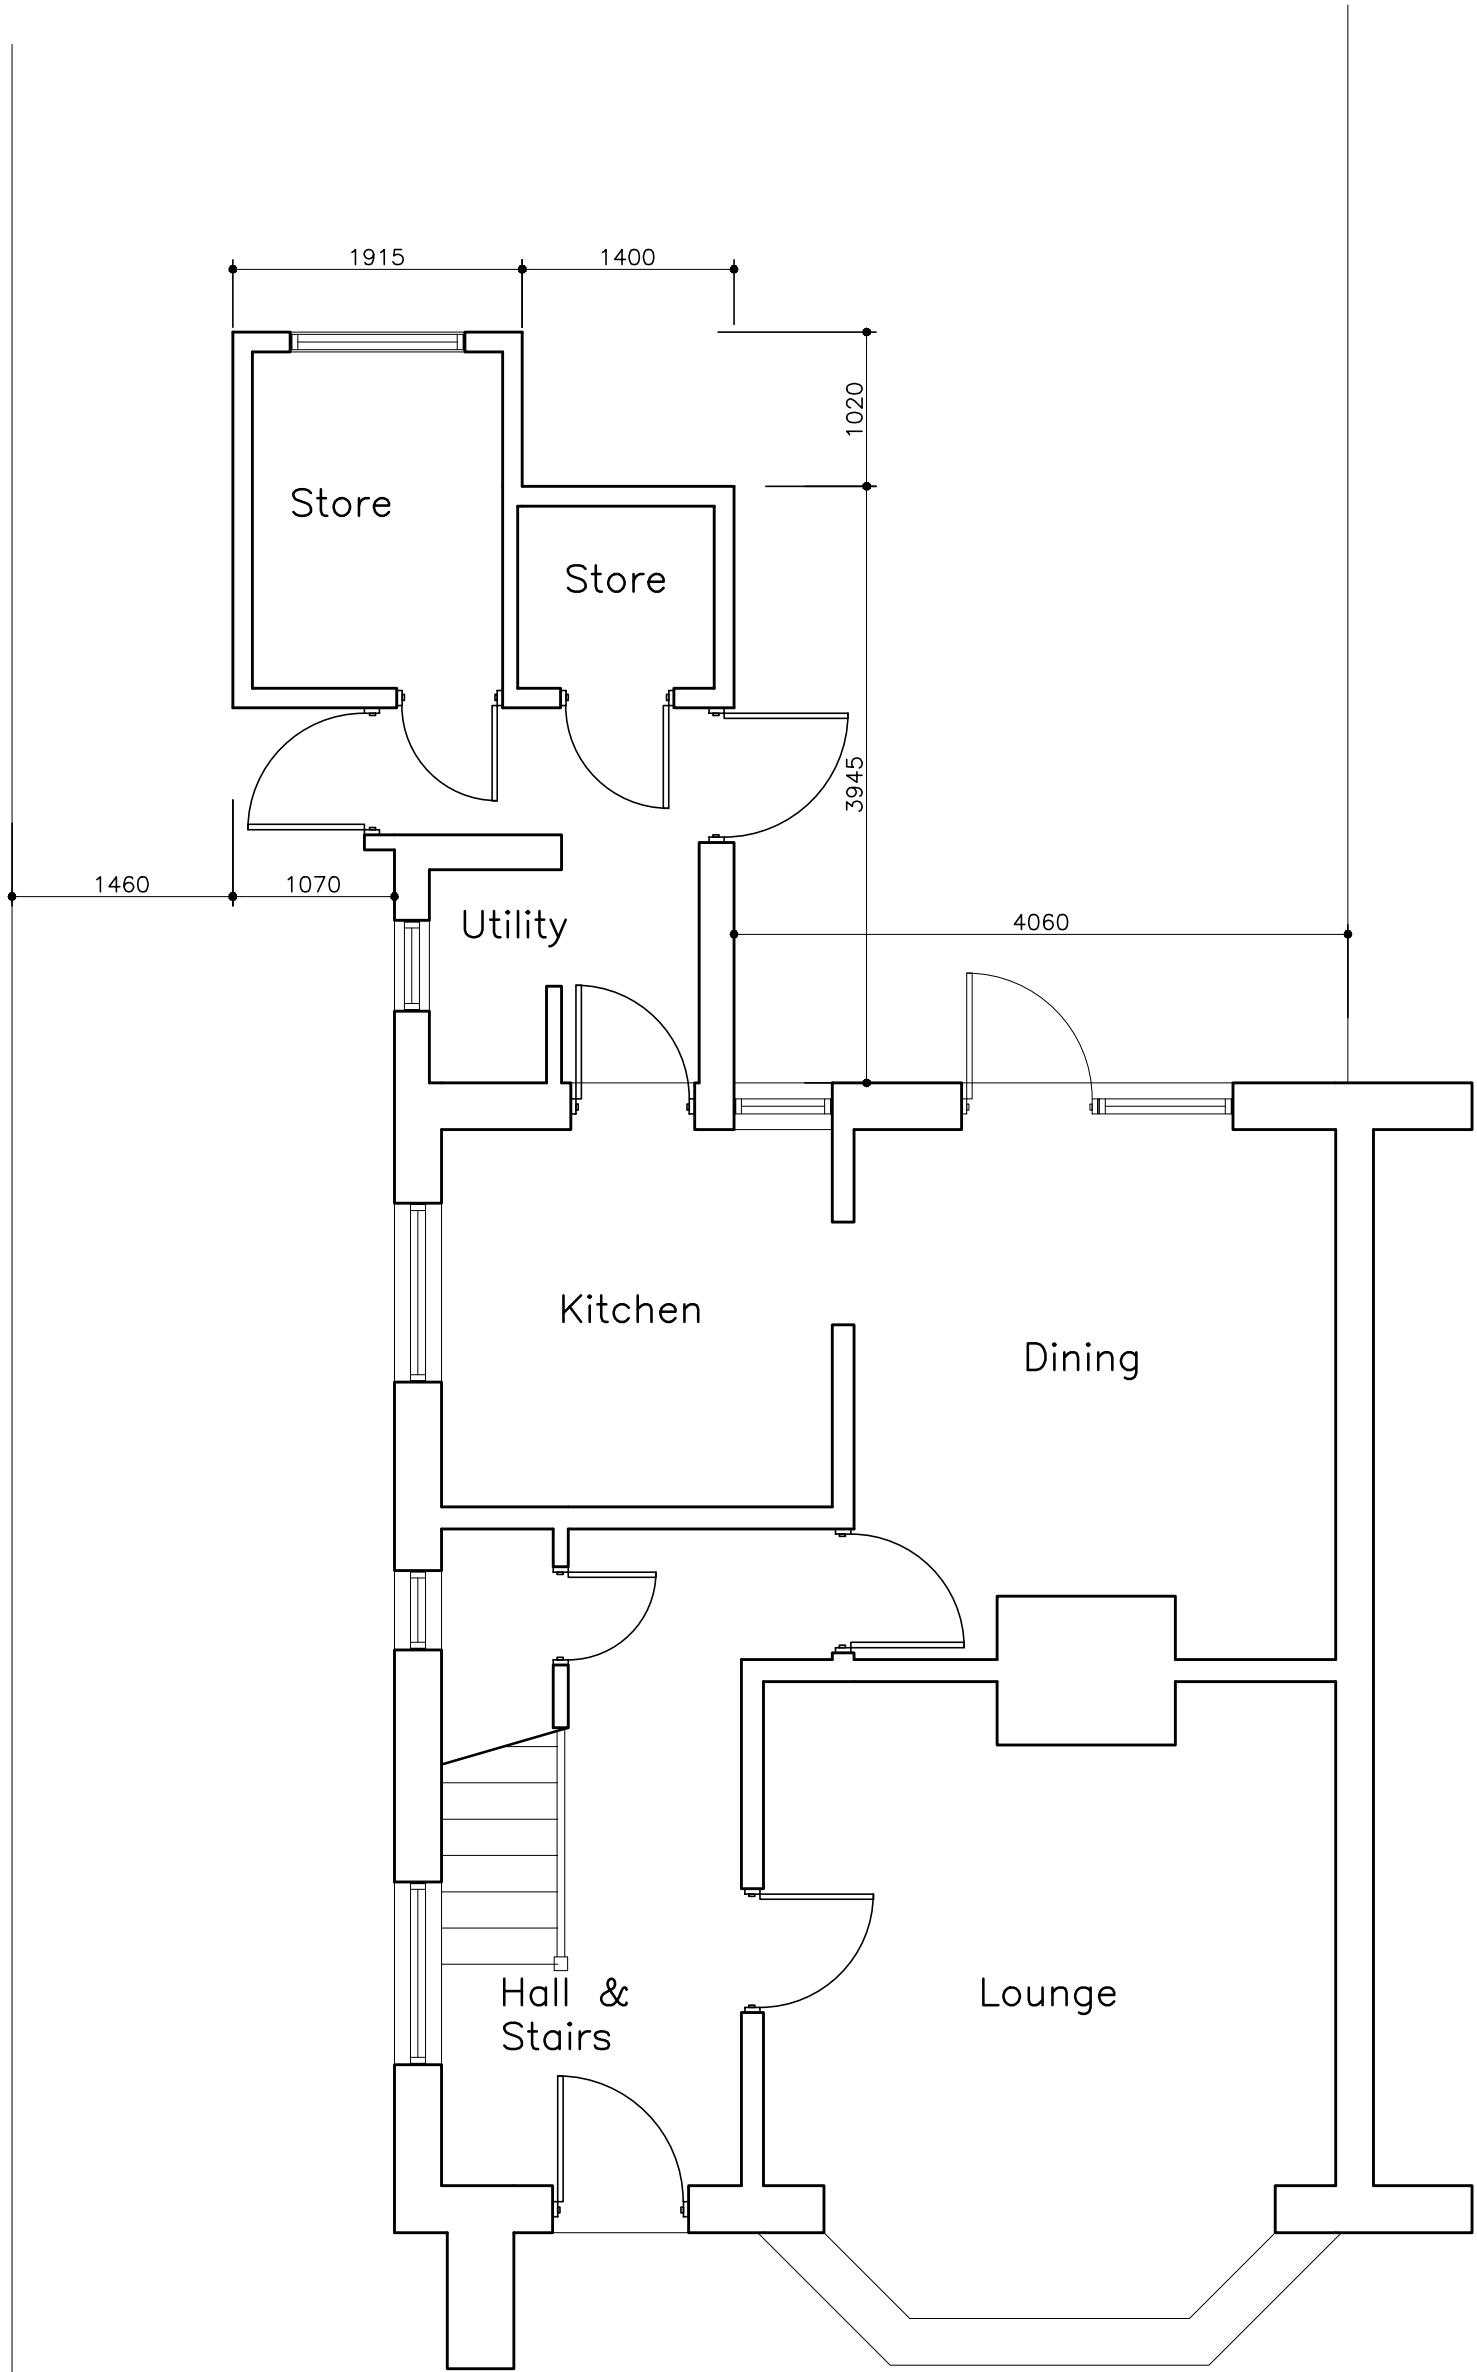 1915
1400
1020
Store
Store
3945
1460
1070
Utility
4060
Kitchen
Dining
Hall &
Stairs
Lounge